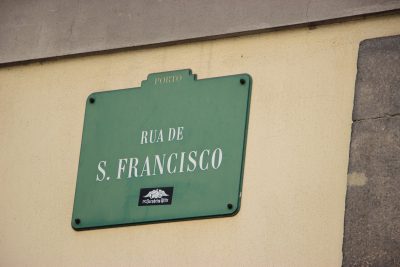 PORTO
RUA DE
S. FRANCISCO